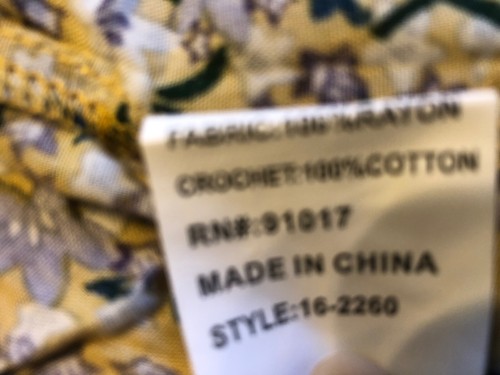 FABRIC:100%RAYON
CROCHET:100%COTTON
RN#:91017
MADE IN CHINA
STYLE:16-2260